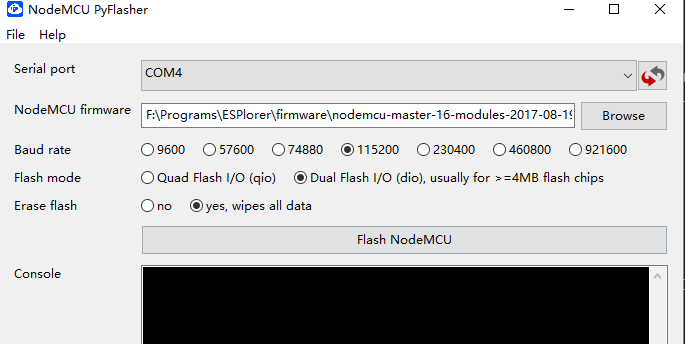 NodeMCU PyFlasher
File Help
Serial port COM4
NodeMCU firmware F:\Programs\ESPlorer\firmware\nodemcu-master-16-modules-2017-08-19 Browse
Baud rate 9600 57600 74880 115200 230400 460800 921600
Flash mode Quad Flash I/O (qio) Dual Flash I/O (dio), usually for >=4MB flash chips
Erase flash no yes, wipes all data
Flash NodeMCU
Console